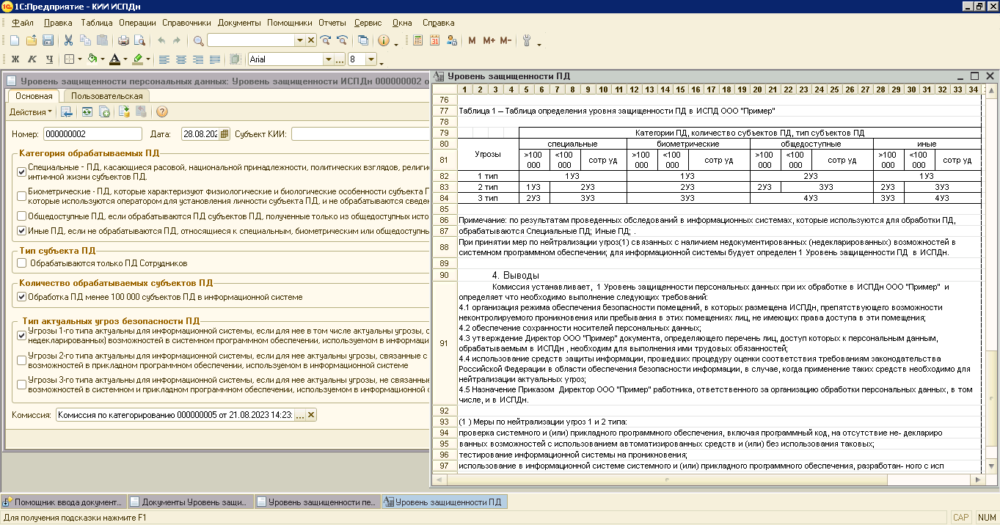 1С:Предприятие - КИИ ИСПДн
Файл Правка Таблица Операции Справочники Документы Помощники Отчеты Сервис Окна Справка
M M+ M-
Ж К Ч Arial 8
Уровень защищенности персональных данных: Уровень защищенности ИСПДн 000000002 о
Основная Пользовательская
Действия
Номер: 000000002 Дата: 28.08.202 Субъект КИИ:
Категория обрабатываемых ПД
Специальные - ПД, касающиеся расовой, национальной принадлежности, политических взглядов, религи
интимной жизни субъектов ПД.
Биометрические - ПД, которые характеризуют физиологические и биологические особенности субъекта П
которые используются оператором для установления личности субъекта ПД, и не обрабатываются сведен
Общедоступные ПД, если обрабатываются ПД субъектов ПД, полученные только из общедоступных исто
Иные ПД, если не обрабатываются ПД, относящиеся к специальным, биометрическим или общедоступны
Тип субъекта ПД
Обрабатываются только ПД Сотрудников
Количество обрабатываемых субъектов ПД
Обработка ПД менее 100 000 субъектов ПД в информационной системе
Тип актуальных угроз безопасности ПД
Угрозы 1-го типа актуальны для информационной системы, если для нее в том числе актуальны угрозы, с
недекларированных) возможностей в системном программном обеспечении, используемом в информаци
Угрозы 2-го типа актуальны для информационной системы, если для нее актуальны угрозы, связанные с
возможностей в прикладном программном обеспечении, используемом в информационной системе
Угрозы 3-го типа актуальны для информационной системы, если для нее актуальны угрозы, не связанны
возможностей в системном и прикладном программном обеспечении, используемом в информационной с
Комиссия: Комиссия по категорированию 000000005 от 21.08.2023 14:23: ...
Уровень защищенности ПД
1 2 3 4 5 6 7 8 9 10 11 12 13 14 15 16 17 18 19 20 21 22 23 24 25 26 27 28 29 30 31 32 33 34
76
77 Таблица 1 – Таблица определения уровня защищенности ПД в ИСПД ООО "Пример"
78
79 Категории ПД, количество субъектов ПД, тип субъектов ПД
80 Угрозы специальные биометрические общедоступные иные
81 >100 000 <100 000 сотр уд >100 000 <100 000 сотр уд >100 000 <100 000 сотр уд >100 000 <100 000 сотр уд
82 1 тип 1УЗ 1УЗ 2УЗ 1УЗ
83 2 тип 1УЗ 2УЗ 2УЗ 2УЗ 3УЗ 2УЗ 3УЗ
84 3 тип 2УЗ 3УЗ 3УЗ 4УЗ 3УЗ 4УЗ
85
86 Примечание: по результатам проведенных обследований в информационных системах, которые используются для обработки ПД,
87 обрабатываются Специальные ПД; Иные ПД; .
88 При принятии мер по нейтрализации угроз(1) связанных с наличием недокументированных (недекларированных) возможностей в
системном программном обеспечении; для информационной системы будует определен 1 Уровень защищенности ПД в ИСПДн.
89
90 4. Выводы
91 Комиссия устанавливает, 1 Уровень защищенности персональных данных при их обработке в ИСПДн ООО "Пример" и
определяет что необходимо выполнение следующих требований:
4.1 организация режима обеспечения безопасности помещений, в которых размещена ИСПДн, препятствующего возможности
неконтролируемого проникновения или пребывания в этих помещениях лиц, не имеющих права доступа в эти помещения;
4.2 обеспечение сохранности носителей персональных данных;
4.3 утверждение Директор ООО "Пример" документа, определяющего перечень лиц, доступ которых к персональным данным,
обрабатываемым в ИСПДн , необходим для выполнения ими трудовых обязанностей;
4.4 использование средств защиты информации, прошедших процедуру оценки соответствия требованиям законодательства
Российской Федерации в области обеспечения безопасности информации, в случае, когда применение таких средств необходимо для
нейтрализации актуальных угроз;
4.5 Назначение Приказом Директор ООО "Пример" работника, ответственного за организацию обработки персональных данных, в том
числе, и в ИСПДн.
92
93 (1 ) Меры по нейтрализации угроз 1 и 2 типа:
94 проверка системного и (или) прикладного программного обеспечения, включая программный код, на отсутствие не- деклариро
95 ванных возможностей с использованием автоматизированных средств и (или) без использования таковых;
96 тестирование информационной системы на проникновения;
97 использование в информационной системе системного и (или) прикладного программного обеспечения, разработан- ного с исп
Помощник ввода документ... Документы Уровень защи... Уровень защищенности пе... Уровень защищенности ПД
Для получения подсказки нажмите F1 CAP NUM